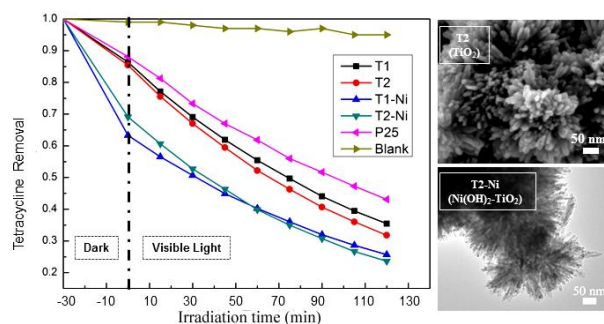 Tetracycline Removal
1.0
0.9
0.8
0.7
0.6
0.5
0.4
0.3
0.2
T1
T2
T1-Ni
T2-Ni
P25
Blank
Dark
Visible Light
-30 -10 10 30 50 70 90 110 130
Irradiation time (min)
T2
(TiO₂)
50 nm
T2-Ni
(Ni(OH)₂-TiO₂)
50 nm